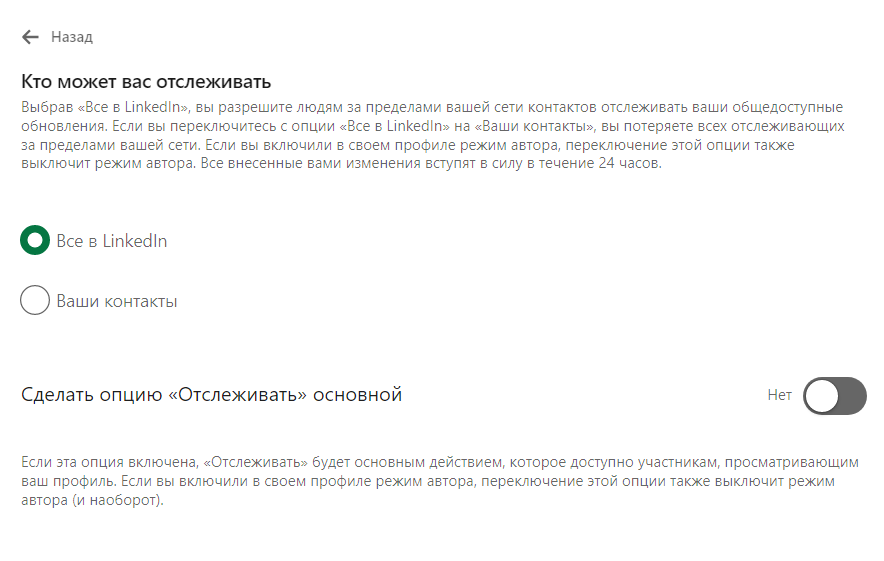 Назад
Кто может вас отслеживать
Выбрав «Все в LinkedIn», вы разрешите людям за пределами вашей сети контактов отслеживать ваши общедоступные
обновления. Если вы переключитесь с опции «Все в LinkedIn» на «Ваши контакты», вы потеряете всех отслеживающих
за пределами вашей сети. Если вы включили в своем профиле режим автора, переключение этой опции также
выключит режим автора. Все внесенные вами изменения вступят в силу в течение 24 часов.
Все в LinkedIn
Ваши контакты
Сделать опцию «Отслеживать» основной
Нет
Если эта опция включена, «Отслеживать» будет основным действием, которое доступно участникам, просматривающим
ваш профиль. Если вы включили в своем профиле режим автора, переключение этой опции также выключит режим
автора (и наоборот).